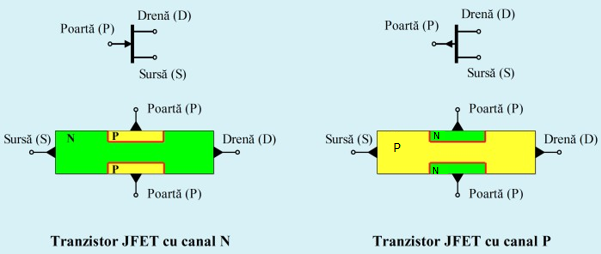 Drenă (D)
Poartă (P)
Sursă (S)
Drenă (D)
Poartă (P)
Sursă (S)
Poartă (P)
Sursă (S)
N
P
Drenă (D)
P
Poartă (P)
Poartă (P)
Sursă (S)
N
P
Drenă (D)
N
Poartă (P)
Tranzistor JFET cu canal N
Tranzistor JFET cu canal P